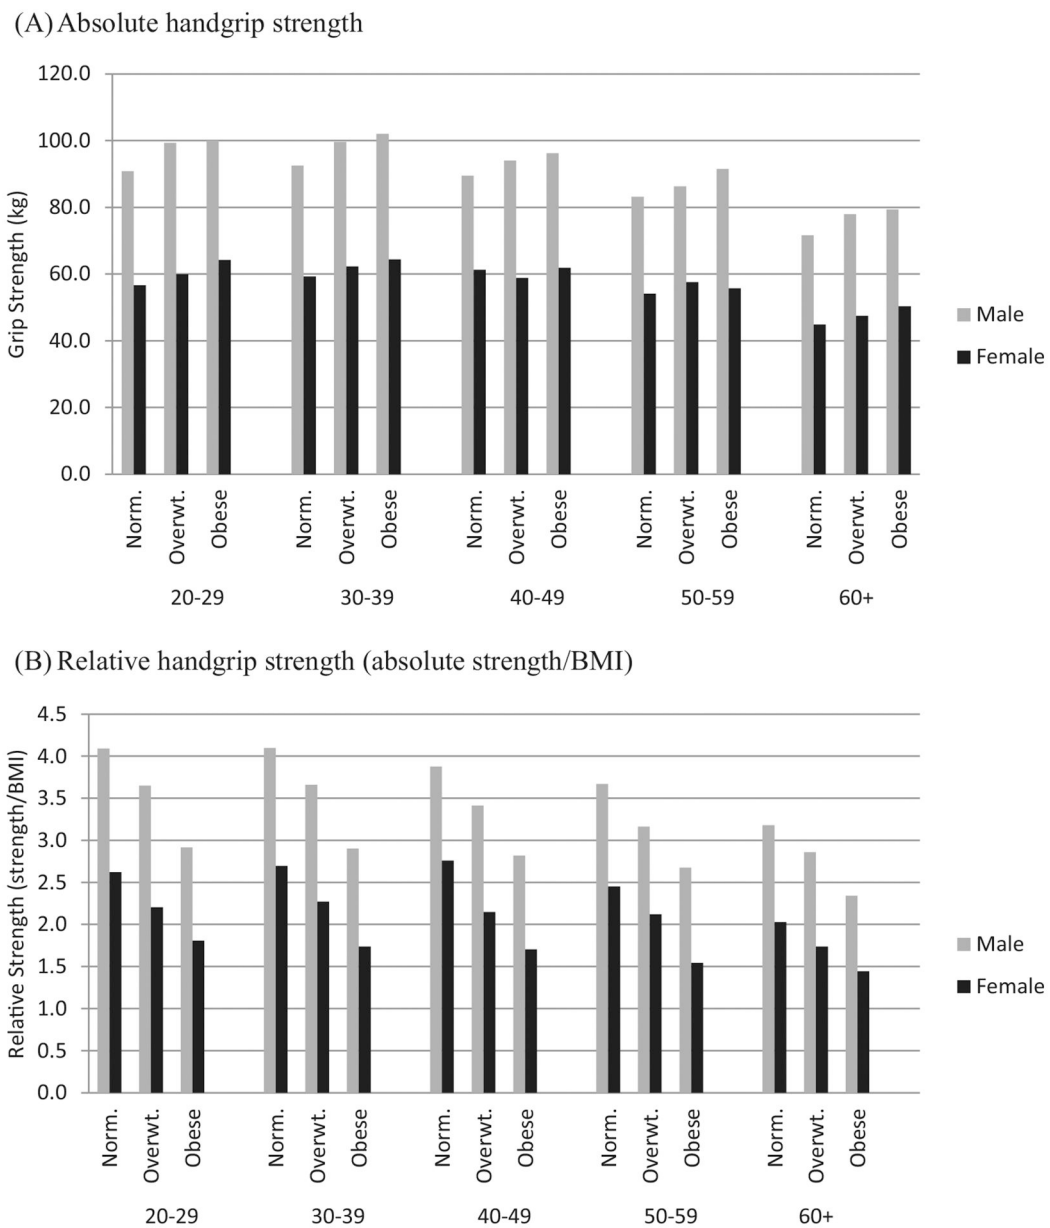 (A) Absolute handgrip strength
120.0
100.0
80.0
60.0
40.0
20.0
0.0
Grip Strength (kg)
Male
Female
Norm. Overwt. Obese Norm. Overwt. Obese Norm. Overwt. Obese Norm. Overwt. Obese Norm. Overwt. Obese
20-29 30-39 40-49 50-59 60+
(B) Relative handgrip strength (absolute strength/BMI)
4.5
4.0
3.5
3.0
2.5
2.0
1.5
1.0
0.5
0.0
Relative Strength (strength/BMI)
Male
Female
Norm. Overwt. Obese Norm. Overwt. Obese Norm. Overwt. Obese Norm. Overwt. Obese Norm. Overwt. Obese
20-29 30-39 40-49 50-59 60+